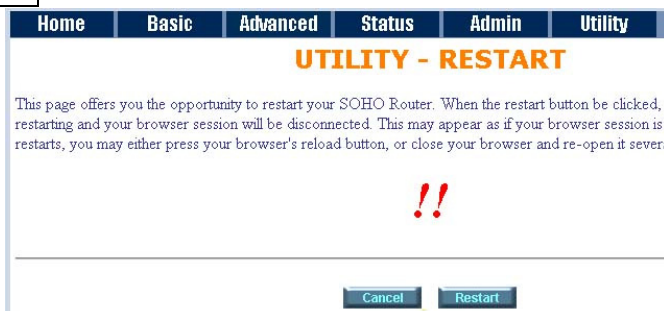 Home Basic Advanced Status Admin Utility
UTILITY - RESTART
This page offers you the opportunity to restart your SOHO Router. When the restart button be clicked,
restarting and your browser session will be disconnected. This may appear as if your browser session is
restarts, you may either press your browser's reload button, or close your browser and re-open it sever
!!
Cancel Restart